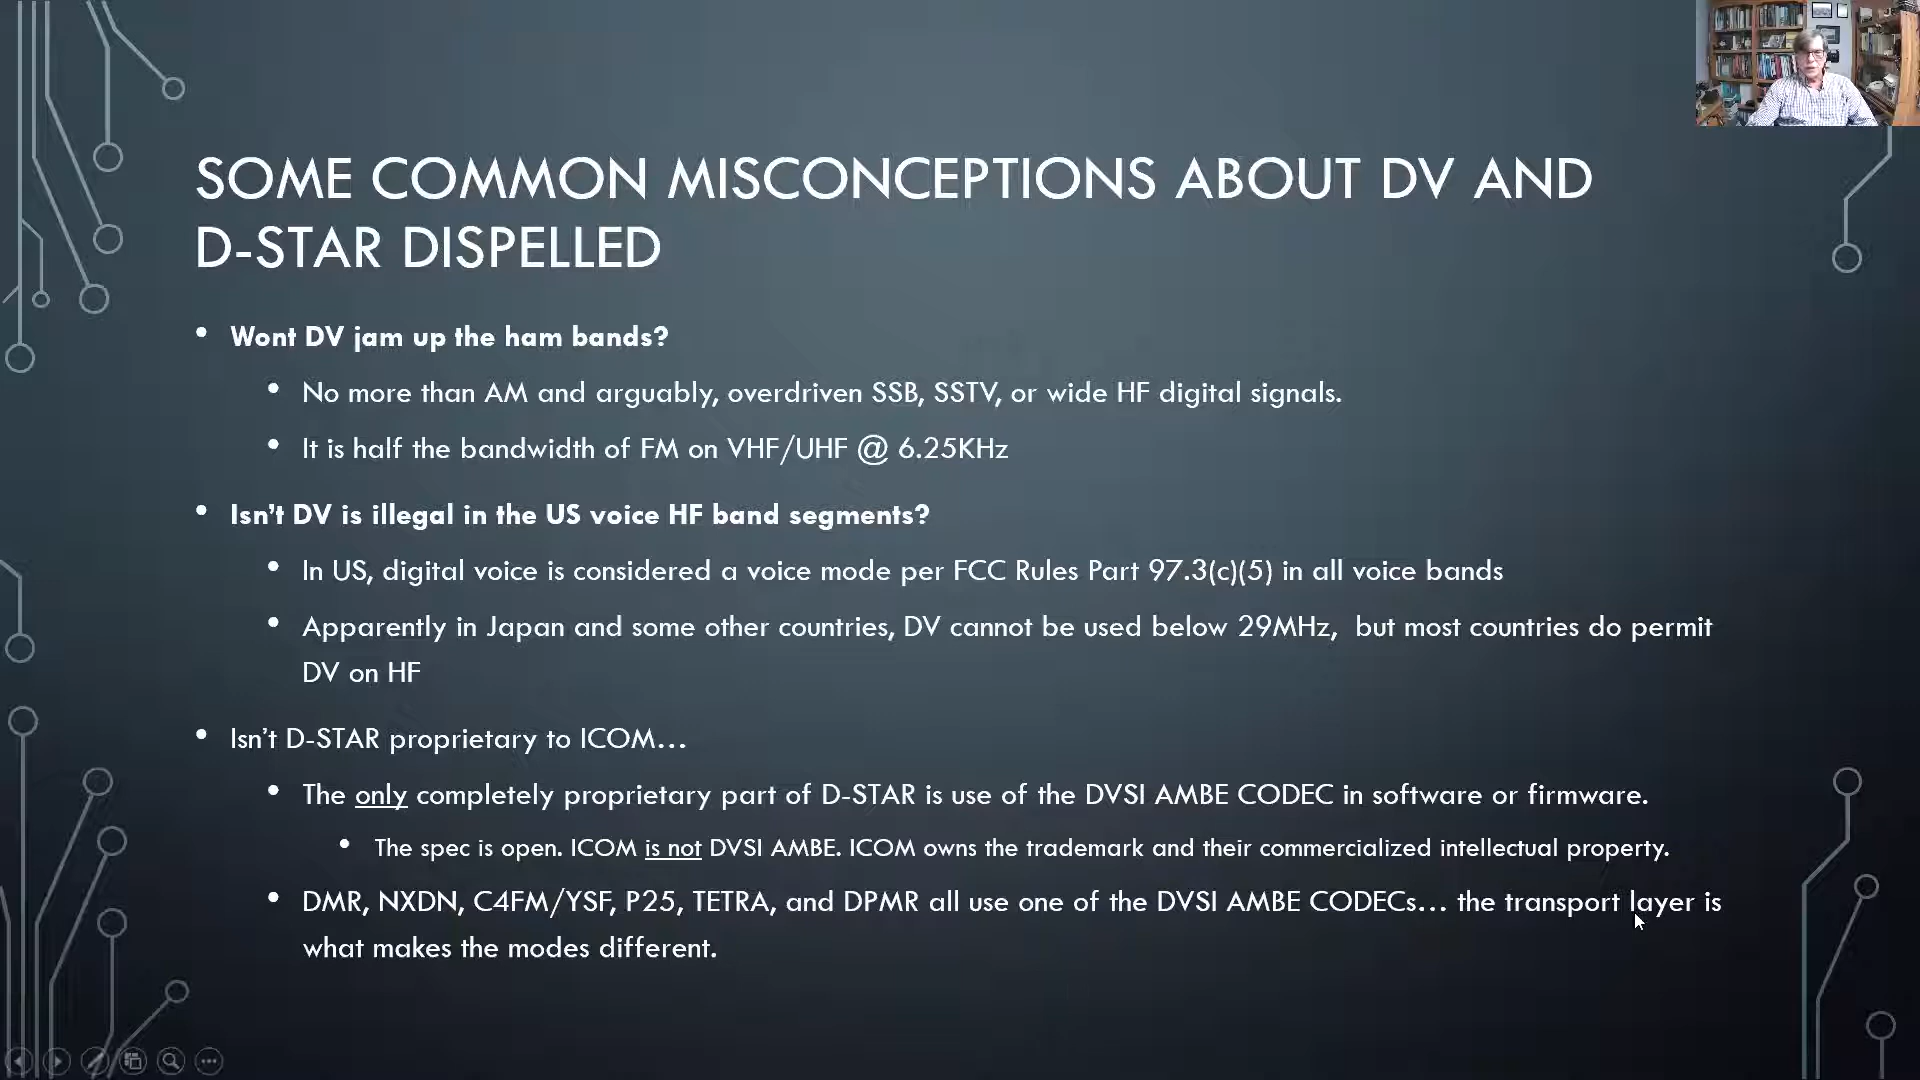 SOME COMMON MISCONCEPTIONS ABOUT DV AND
D-STAR DISPELLED
• Wont DV jam up the ham bands?
• No more than AM and arguably, overdriven SSB, SSTV, or wide HF digital signals.
• It is half the bandwidth of FM on VHF/UHF @ 6.25KHz
• Isn't DV is illegal in the US voice HF band segments?
• In US, digital voice is considered a voice mode per FCC Rules Part 97.3(c)(5) in all voice bands
• Apparently in Japan and some other countries, DV cannot be used below 29MHz,  but most countries do permit
DV on HF
• Isn't D-STAR proprietary to ICOM…
• The only completely proprietary part of D-STAR is use of the DVSI AMBE CODEC in software or firmware.
• The spec is open. ICOM is not DVSI AMBE. ICOM owns the trademark and their commercialized intellectual property.
• DMR, NXDN, C4FM/YSF, P25, TETRA, and DPMR all use one of the DVSI AMBE CODECs… the transport layer is
what makes the modes different.